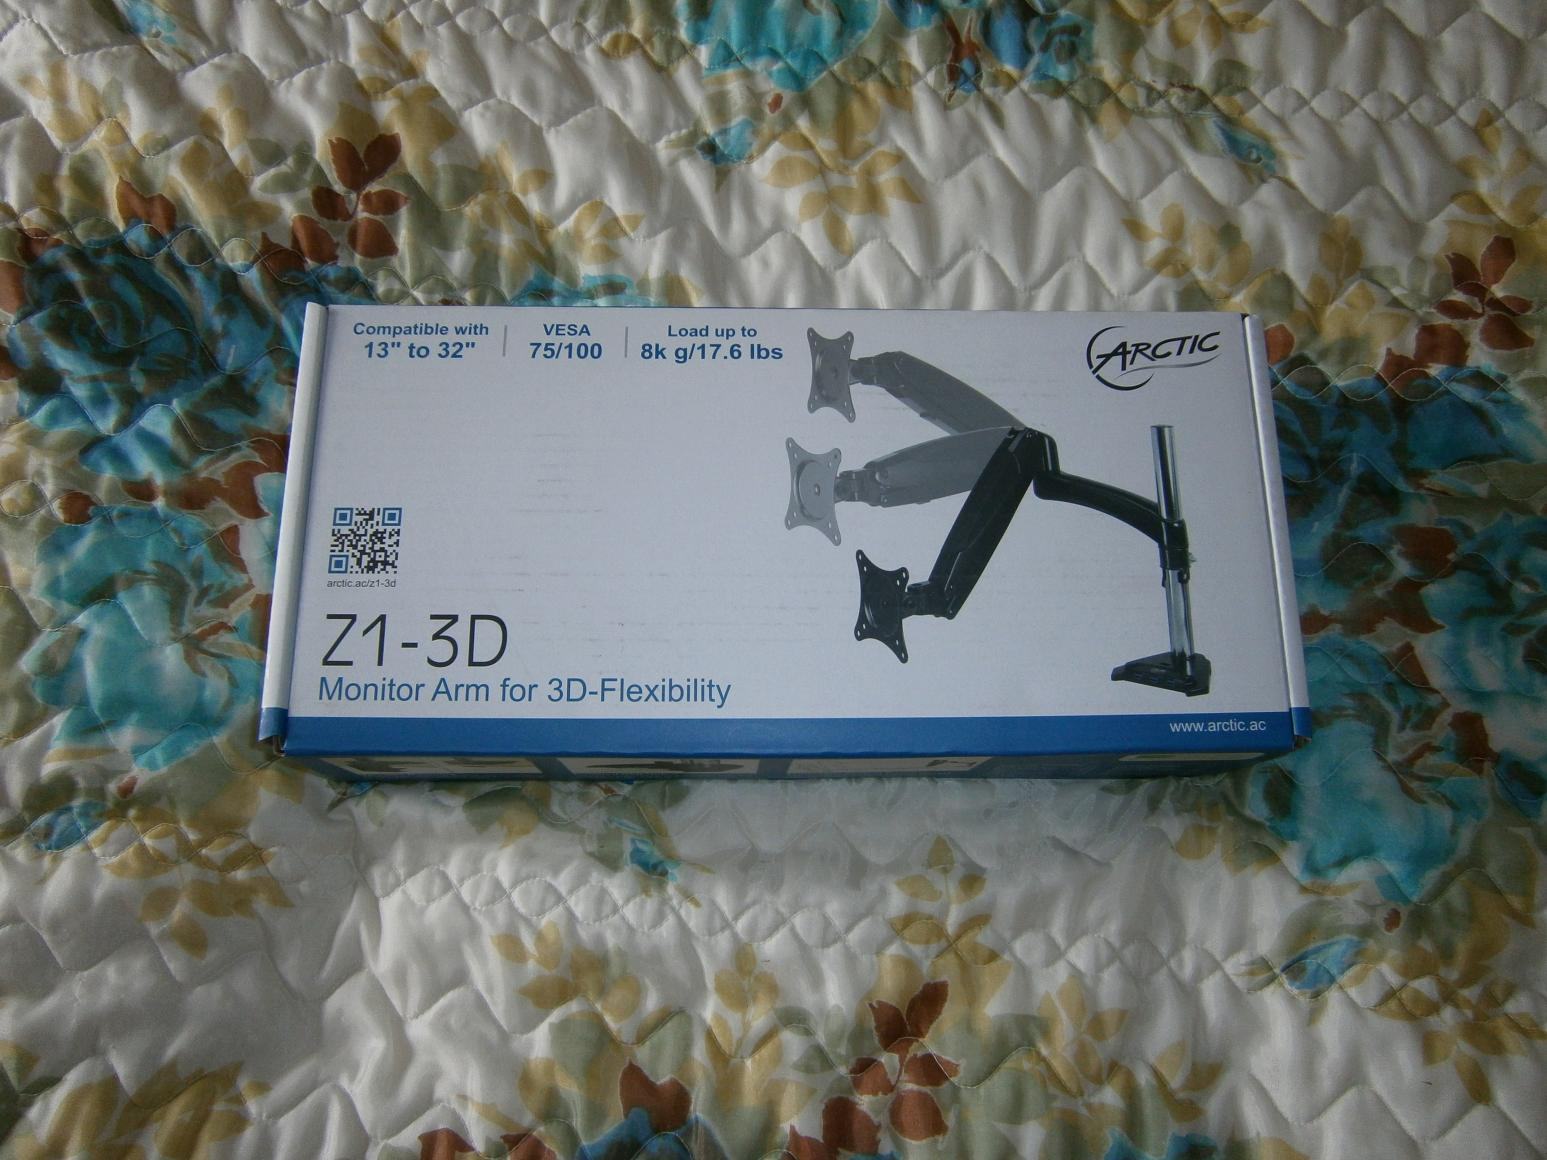 Compatible with
13" to 32"
VESA
75/100
Load up to
8k g/17.6 lbs
ARCTIC
arctic.ac/z1-3d
Z1-3D
Monitor Arm for 3D-Flexibility
www.arctic.ac